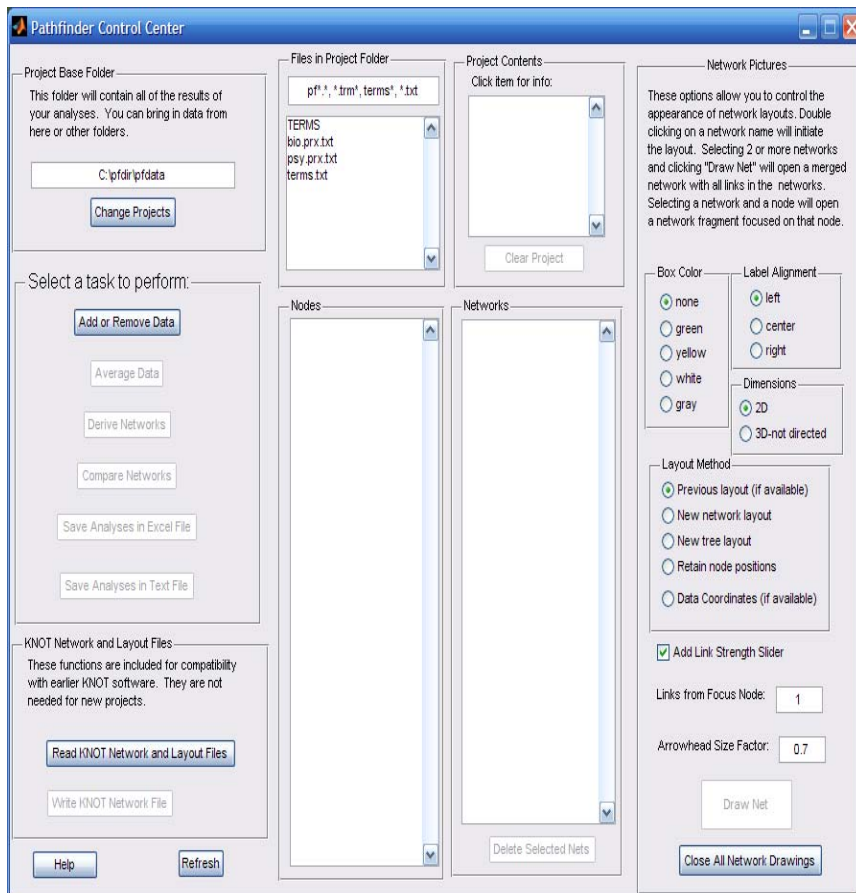 Pathfinder Control Center
Project Base Folder
This folder will contain all of the results of
your analyses. You can bring in data from
here or other folders.
C:\pfdir\pfdata
Change Projects
Select a task to perform:
Add or Remove Data
Average Data
Derive Networks
Compare Networks
Save Analyses in Excel File
Save Analyses in Text File
KNOT Network and Layout Files
These functions are included for compatibility
with earlier KNOT software. They are not
needed for new projects.
Read KNOT Network and Layout Files
Write KNOT Network File
Help
Refresh
Files in Project Folder
pf*.*, *.trm*, terms*, *.txt
TERMS
bio.prx.txt
psy.prx.txt
terms.txt
Nodes
Project Contents
Click item for info:
Clear Project
Networks
Delete Selected Nets
Network Pictures
These options allow you to control the
appearance of network layouts. Double
clicking on a network name will initiate
the layout. Selecting 2 or more networks
and clicking "Draw Net" will open a merged
network with all links in the networks.
Selecting a network and a node will open
a network fragment focused on that node.
Box Color
none
green
yellow
white
gray
Label Alignment
left
center
right
Dimensions
2D
3D-not directed
Layout Method
Previous layout (if available)
New network layout
New tree layout
Retain node positions
Data Coordinates (if available)
Add Link Strength Slider
Links from Focus Node: 1
Arrowhead Size Factor: 0.7
Draw Net
Close All Network Drawings